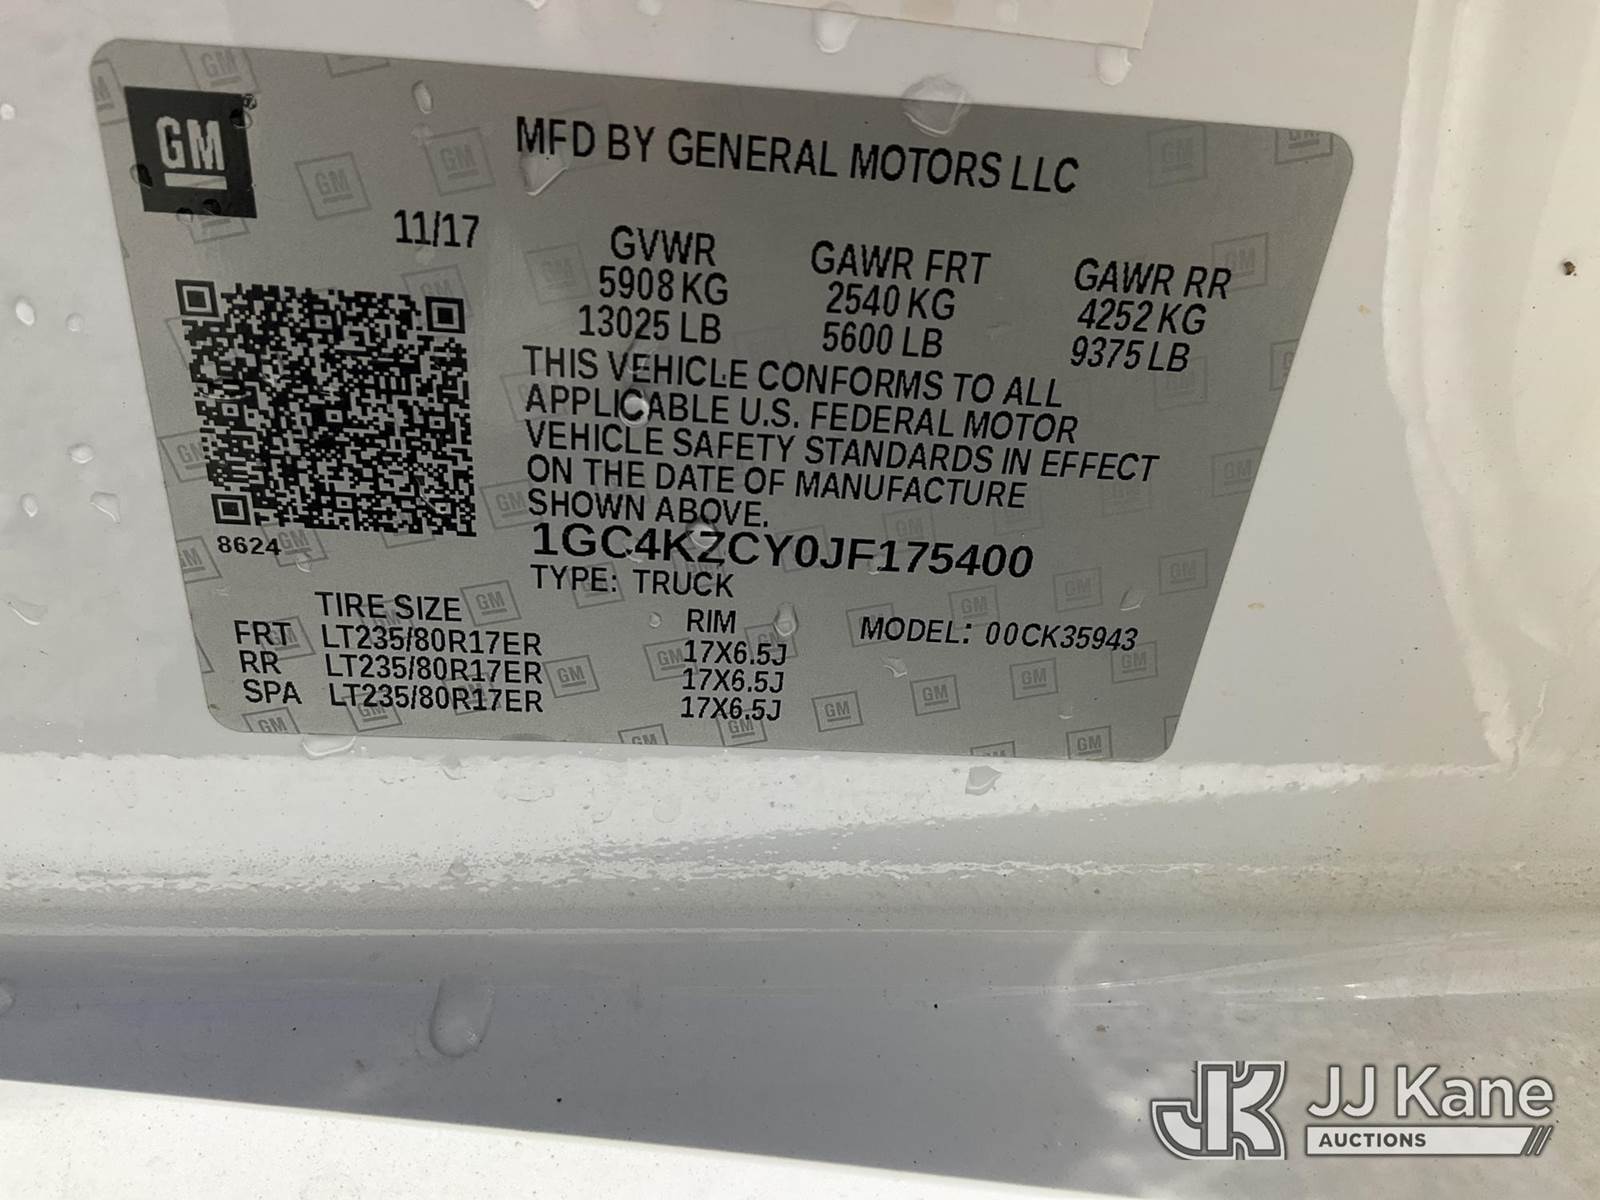 GM
MFD BY GENERAL MOTORS LLC
11/17
GVWR GAWR FRT GAWR RR
5908 KG 2540 KG 4252 KG
13025 LB 5600 LB 9375 LB
THIS VEHICLE CONFORMS TO ALL
APPLICABLE U.S. FEDERAL MOTOR
VEHICLE SAFETY STANDARDS IN EFFECT
ON THE DATE OF MANUFACTURE
SHOWN ABOVE.
8624
1GC4KZCY0JF175400
TYPE: TRUCK
TIRE SIZE RIM MODEL: 00CK35943
FRT LT235/80R17ER 17X6.5J
RR LT235/80R17ER 17X6.5J
SPA LT235/80R17ER 17X6.5J
JK JJ Kane
AUCTIONS